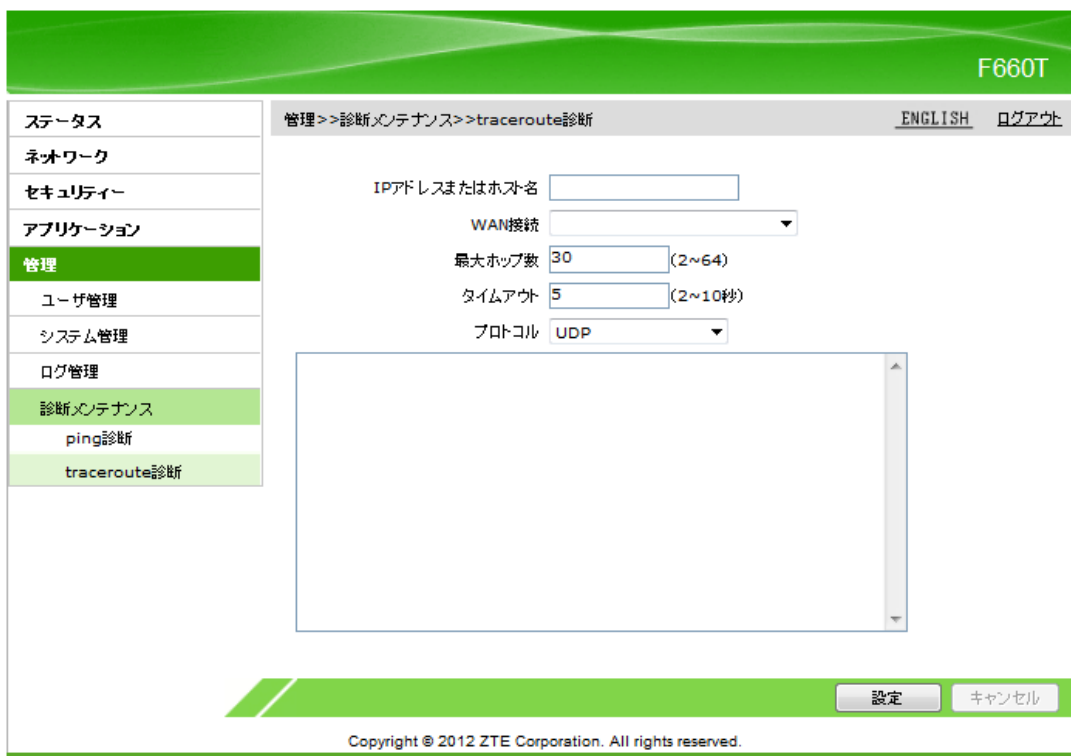 F660T
ステータス
ネットワーク
セキュリティー
アプリケーション
管理
ユーザ管理
システム管理
ログ管理
診断メンテナンス
ping診断
traceroute診断
管理>>診断メンテナンス>>traceroute診断 ENGLISH ログアウト
IPアドレスまたはホスト名
WAN接続
最大ホップ数 30 (2~64)
タイムアウト 5 (2~10秒)
プロトコル UDP
設定 キャンセル
Copyright © 2012 ZTE Corporation. All rights reserved.